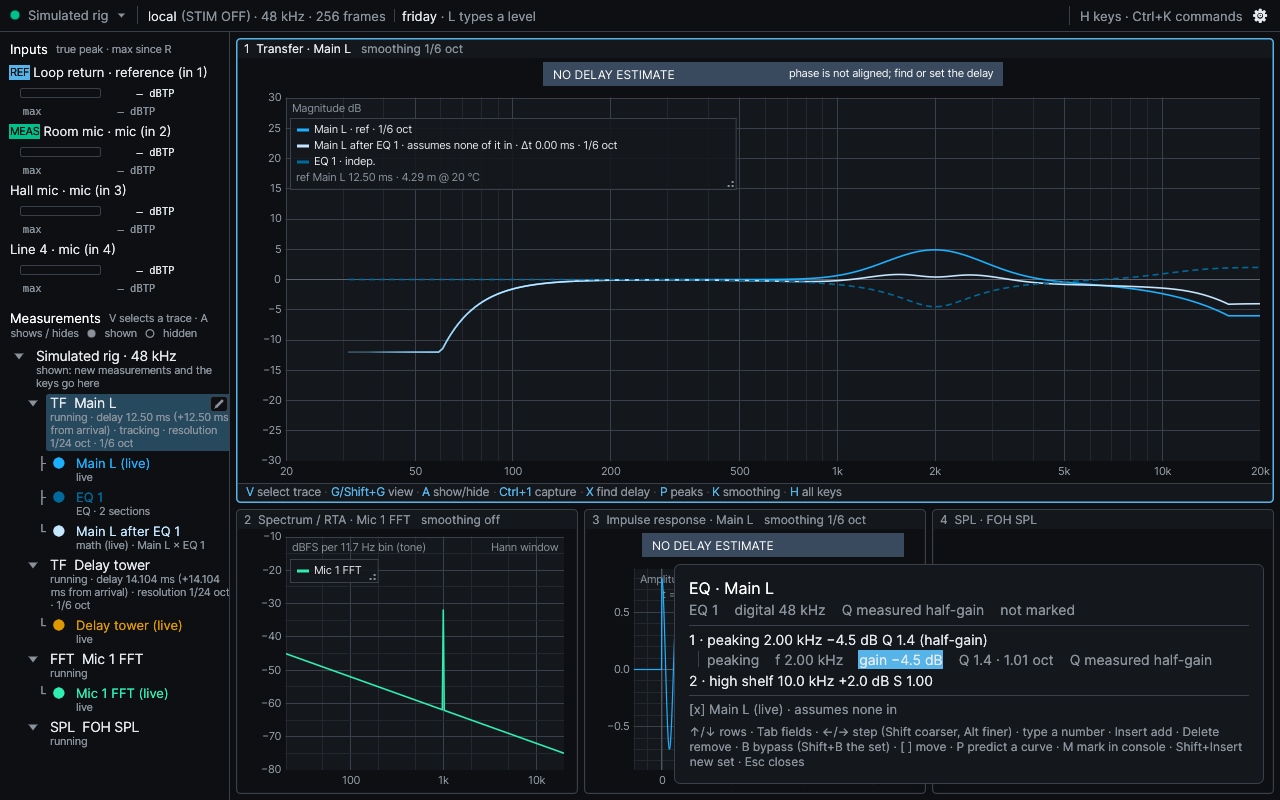 Simulated rig
local (STIM OFF) · 48 kHz · 256 frames
friday · L types a level
H keys · Ctrl+K commands
Inputs true peak · max since R
REF Loop return · reference (in 1)
– dBTP
max – dBTP
MEAS Room mic · mic (in 2)
– dBTP
max – dBTP
Hall mic · mic (in 3)
– dBTP
max – dBTP
Line 4 · mic (in 4)
– dBTP
max – dBTP
Measurements V selects a trace · A
shows / hides shown hidden
Simulated rig · 48 kHz
shown: new measurements and the
keys go here
TF Main L
running · delay 12.50 ms (+12.50 ms
from arrival) · tracking · resolution
1/24 oct · 1/6 oct
Main L (live)
live
EQ 1
EQ · 2 sections
Main L after EQ 1
math (live) · Main L × EQ 1
TF Delay tower
running · delay 14.104 ms (+14.104
ms from arrival) · resolution 1/24 oct
· 1/6 oct
Delay tower (live)
live
FFT Mic 1 FFT
running
Mic 1 FFT (live)
live
SPL FOH SPL
running
1 Transfer · Main L smoothing 1/6 oct
NO DELAY ESTIMATE phase is not aligned; find or set the delay
Magnitude dB
Main L · ref · 1/6 oct
Main L after EQ 1 · assumes none of it in · Δt 0.00 ms · 1/6 oct
EQ 1 · indep.
ref Main L 12.50 ms · 4.29 m @ 20 °C
30
25
20
15
10
5
0
−5
−10
−15
−20
−25
−30
20 50 100 200 500 1k 2k 5k 10k 20k
V select trace · G/Shift+G view · A show/hide · Ctrl+1 capture · X find delay · P peaks · K smoothing · H all keys
2 Spectrum / RTA · Mic 1 FFT smoothing off
dBFS per 11.7 Hz bin (tone) Hann window
Mic 1 FFT
−10
−20
−30
−40
−50
−60
−70
−80
100 1k 10k
3 Impulse response · Main L smoothing 1/6 oct
NO DELAY ESTIMATE
0.5
0.0
−0.5
0
4 SPL · FOH SPL
EQ · Main L
EQ 1 digital 48 kHz Q measured half-gain not marked
1 · peaking 2.00 kHz −4.5 dB Q 1.4 (half-gain)
peaking f 2.00 kHz gain −4.5 dB Q 1.4 · 1.01 oct Q measured half-gain
2 · high shelf 10.0 kHz +2.0 dB S 1.00
[x] Main L (live) · assumes none in
↑/↓ rows · Tab fields · ←/→ step (Shift coarser, Alt finer) · type a number · Insert add · Delete
remove · B bypass (Shift+B the set) · [ ] move · P predict a curve · M mark in console · Shift+Insert
new set · Esc closes